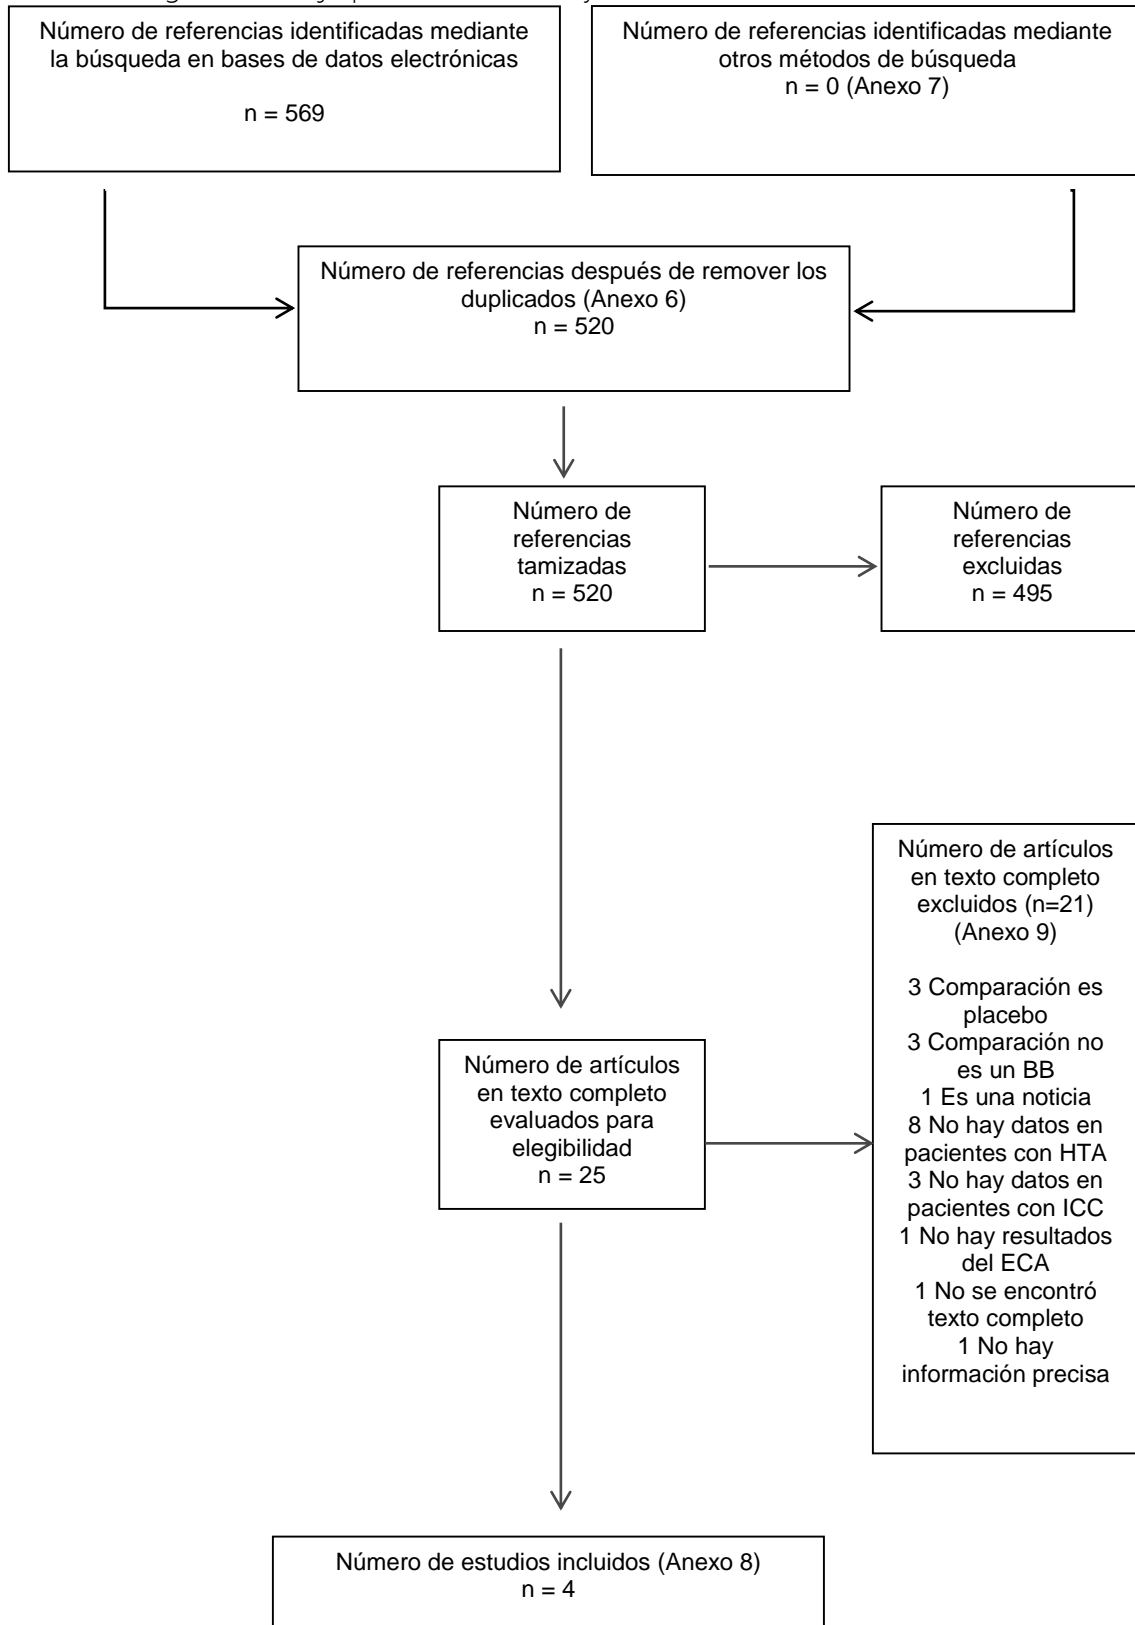 Número de referencias identificadas mediante
la búsqueda en bases de datos electrónicas
n = 569
Número de referencias identificadas mediante
otros métodos de búsqueda
n = 0 (Anexo 7)
Número de referencias después de remover los
duplicados (Anexo 6)
n = 520
Número de
referencias
tamizadas
n = 520
Número de
referencias
excluidas
n = 495
Número de artículos
en texto completo
evaluados para
elegibilidad
n = 25
Número de artículos
en texto completo
excluidos (n=21)
(Anexo 9)
3 Comparación es
placebo
3 Comparación no
es un BB
1 Es una noticia
8 No hay datos en
pacientes con HTA
3 No hay datos en
pacientes con ICC
1 No hay resultados
del ECA
1 No se encontró
texto completo
1 No hay
información precisa
Número de estudios incluidos (Anexo 8)
n = 4